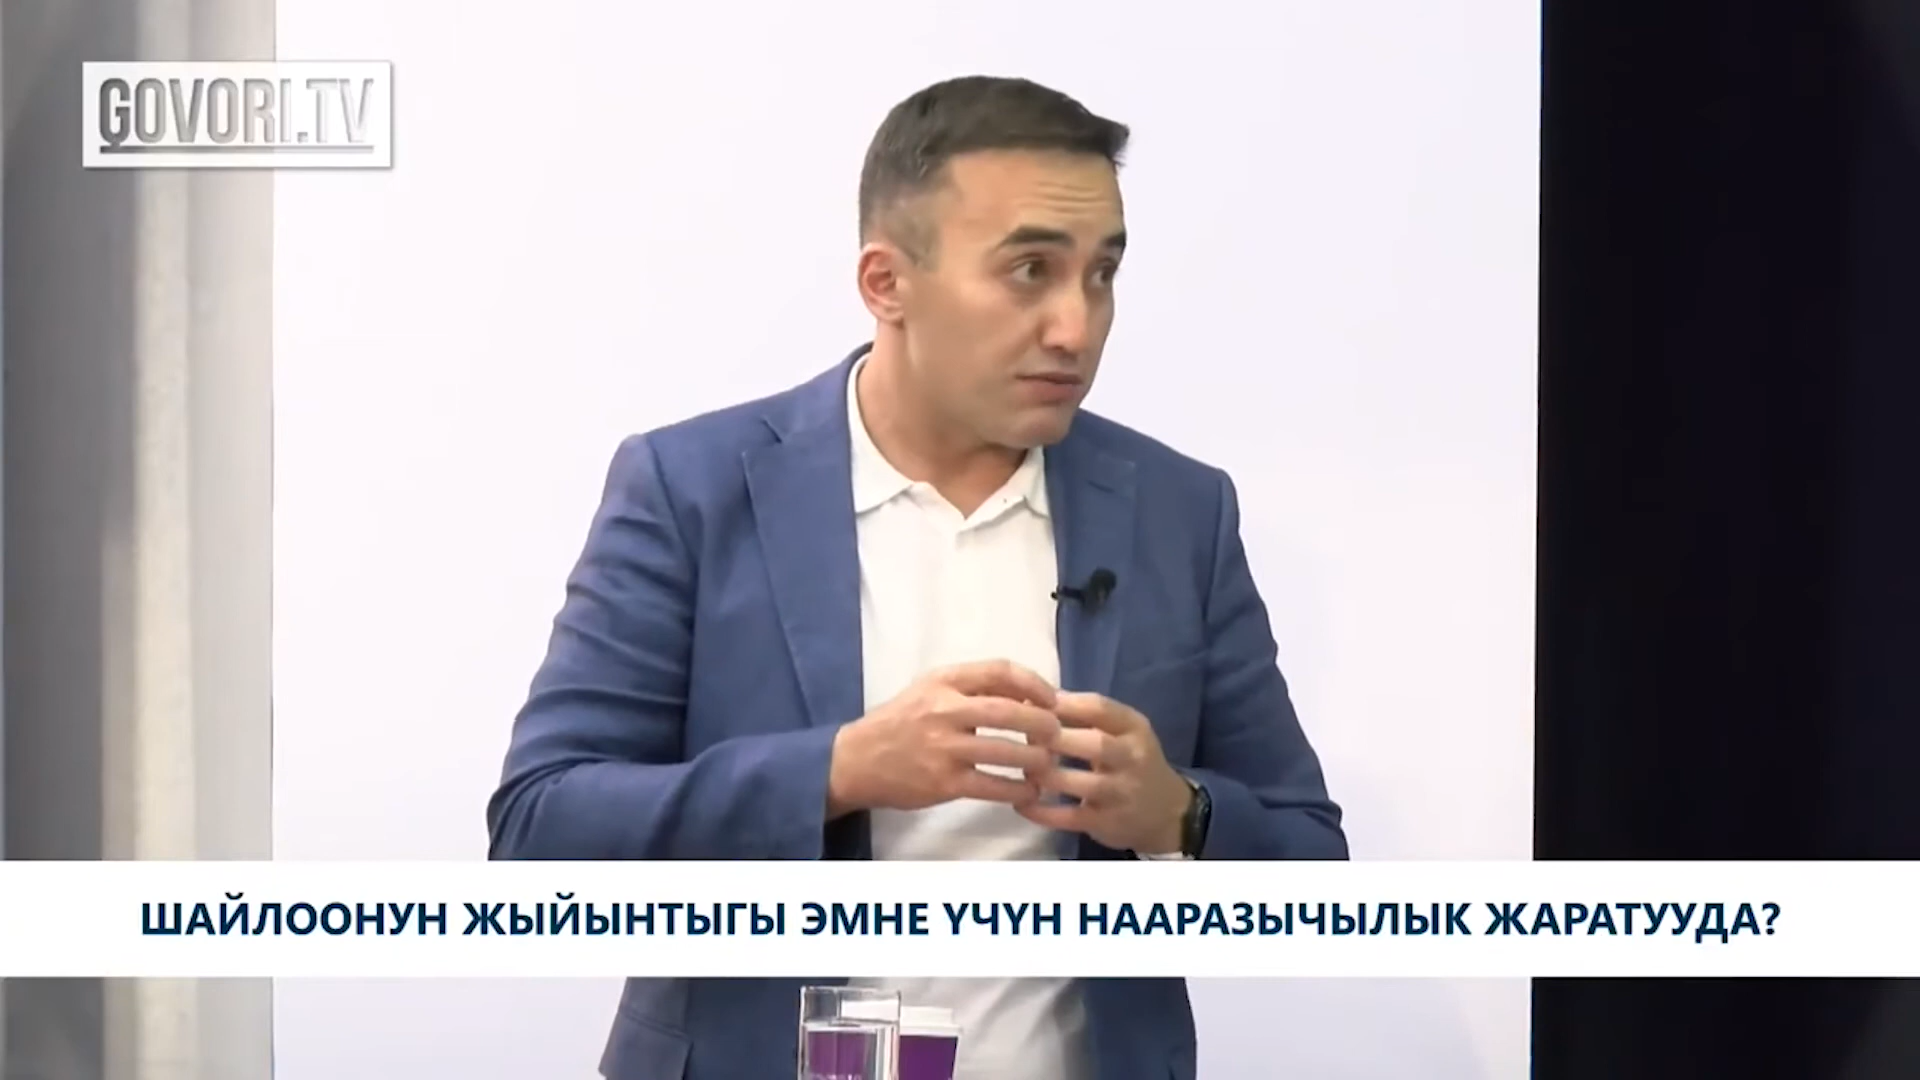 GOVORI.TV
ШАЙЛООНУН ЖЫЙЫНТЫГЫ ЭМНЕ ҮЧҮН НААРАЗЫЧЫЛЫК ЖАРАТУУДА?